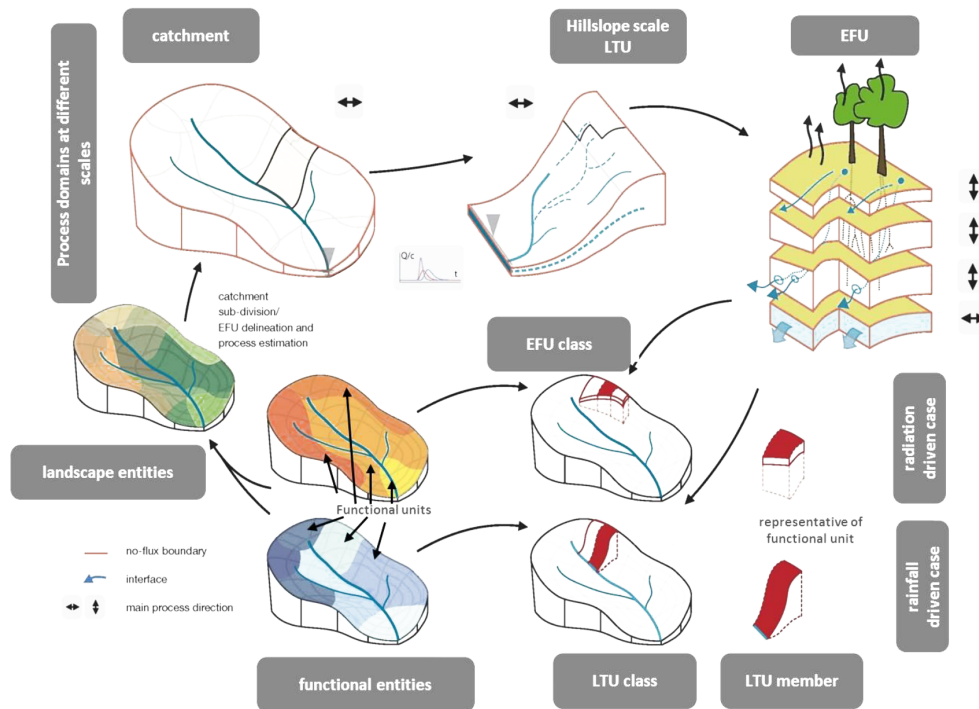 catchment
Hillslope scale
LTU
EFU
Process domains at different
scales
Q/c
t
catchment
sub-division/
EFU delineation and
process estimation
EFU class
landscape entities
Functional units
radiation
driven case
representative of
functional unit
rainfall
driven case
no-flux boundary
interface
main process direction
functional entities
LTU class
LTU member